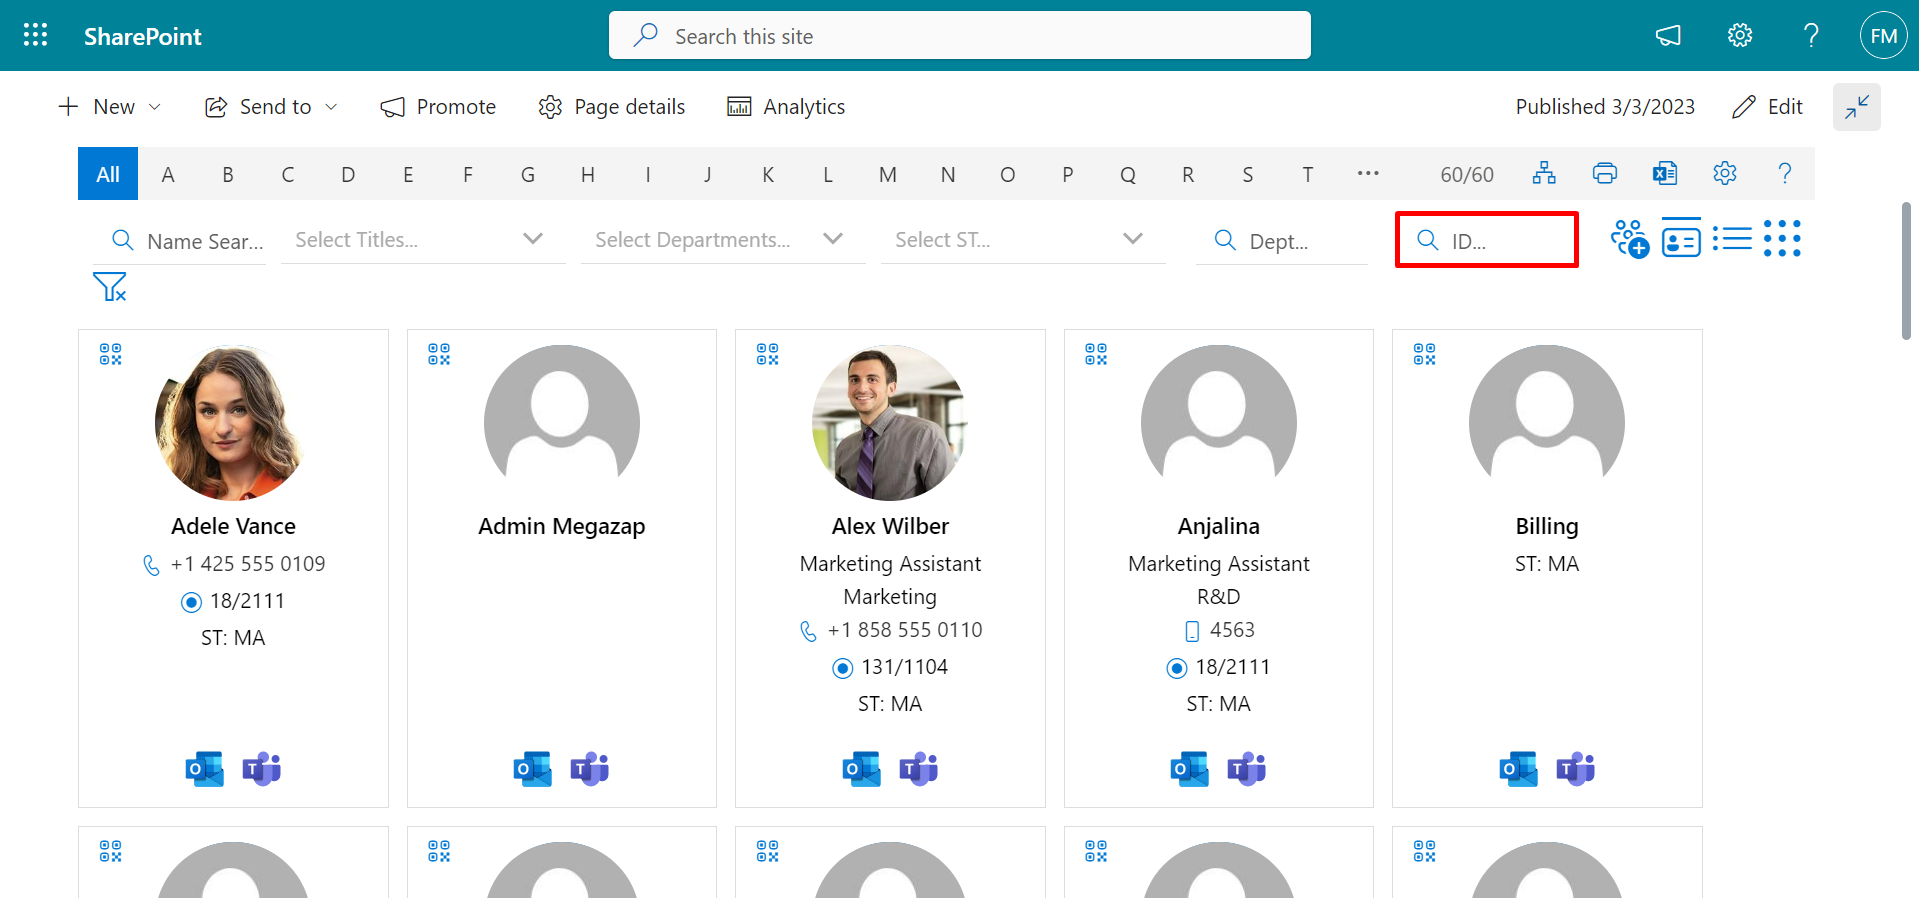 SharePoint
Search this site
FM
New
Send to
Promote
Page details
Analytics
Published 3/3/2023
Edit
All A B C D E F G H I J K L M N O P Q R S T ... 60/60
Name Sear...
Select Titles...
Select Departments...
Select ST...
Dept...
ID...
Adele Vance
+1 425 555 0109
18/2111
ST: MA
Admin Megazap
Alex Wilber
Marketing Assistant
Marketing
+1 858 555 0110
131/1104
ST: MA
Anjalina
Marketing Assistant
R&D
4563
18/2111
ST: MA
Billing
ST: MA